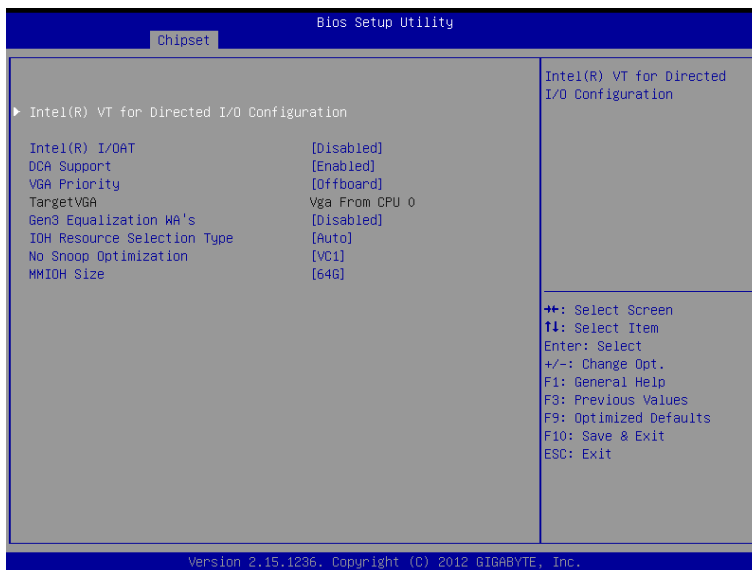 Bios Setup Utility
Chipset
Intel(R) VT for Directed I/O Configuration
Intel(R) I/OAT [Disabled]
DCA Support [Enabled]
VGA Priority [Offboard]
TargetVGA Vga From CPU 0
Gen3 Equalization WA's [Disabled]
IOH Resource Selection Type [Auto]
No Snoop Optimization [VC1]
MMIOH Size [64G]
Intel(R) VT for Directed
I/O Configuration
→←: Select Screen
↑↓: Select Item
Enter: Select
+/-: Change Opt.
F1: General Help
F3: Previous Values
F9: Optimized Defaults
F10: Save & Exit
ESC: Exit
Version 2.15.1236. Copyright (C) 2012 GIGABYTE, Inc.